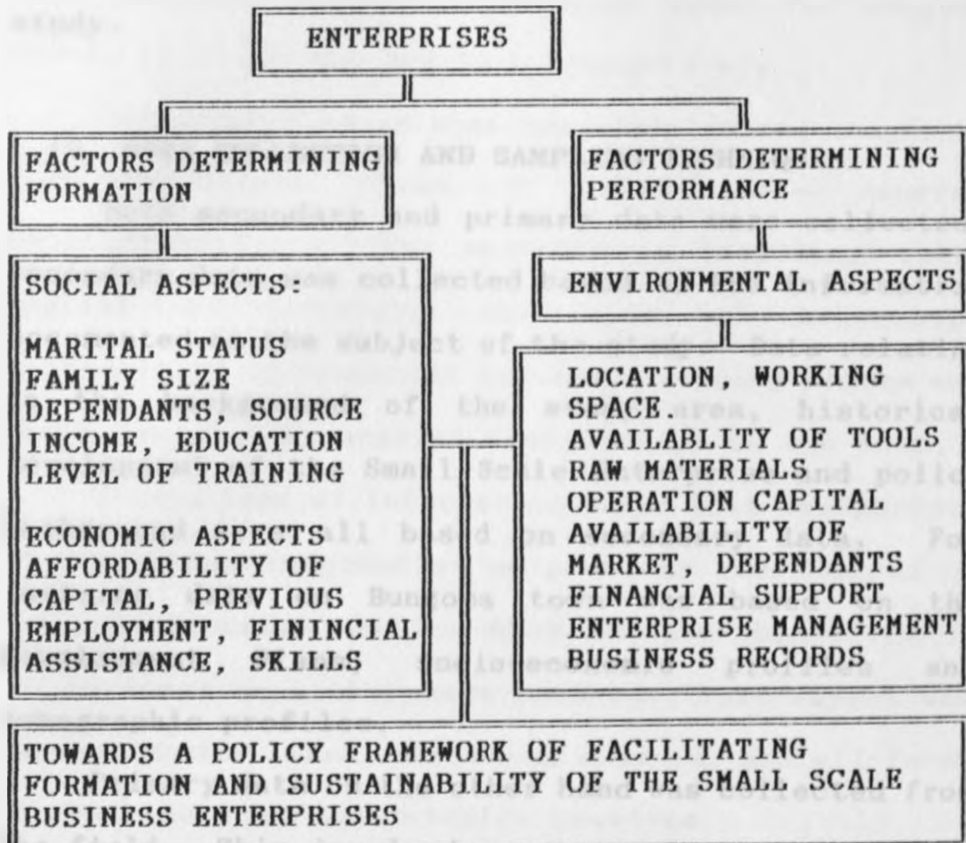 study.
ENTERPRISES
FACTORS DETERMINING
FORMATION
FACTORS DETERMINING
PERFORMANCE
SOCIAL ASPECTS:
MARITAL STATUS
FAMILY SIZE
DEPENDANTS, SOURCE
INCOME, EDUCATION
LEVEL OF TRAINING
ECONOMIC ASPECTS
AFFORDABILITY OF
CAPITAL, PREVIOUS
EMPLOYMENT, FININCIAL
ASSISTANCE, SKILLS
ENVIRONMENTAL ASPECTS
LOCATION, WORKING
SPACE.
AVAILABLITY OF TOOLS
RAW MATERIALS
OPERATION CAPITAL
AVAILABILITY OF
MARKET, DEPENDANTS
FINANCIAL SUPPORT
ENTERPRISE MANAGEMENT
BUSINESS RECORDS
TOWARDS A POLICY FRAMEWORK OF FACILITATING
FORMATION AND SUSTAINABILITY OF THE SMALL SCALE
BUSINESS ENTERPRISES